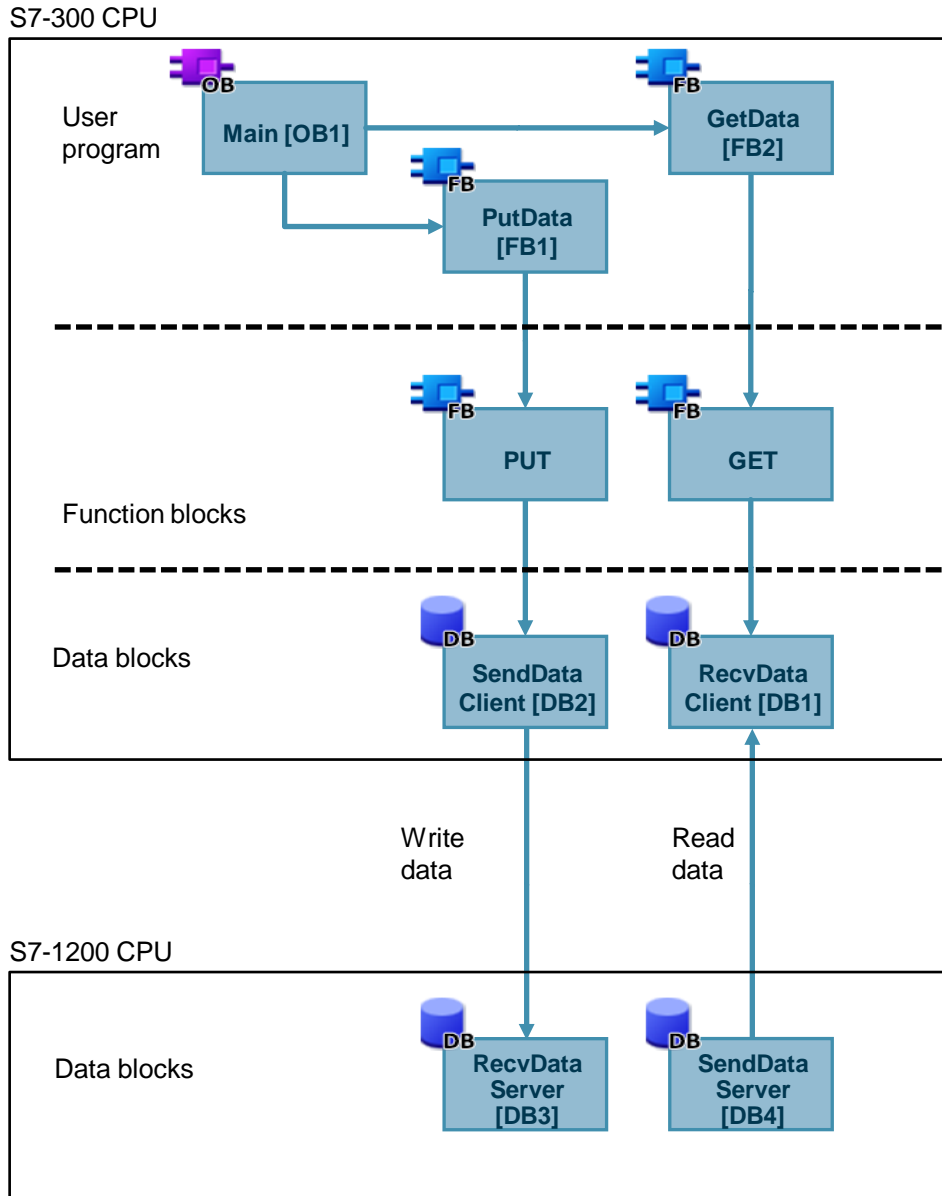 S7-300 CPU
OB
FB
User
program
Main [OB1]
GetData
[FB2]
FB
PutData
[FB1]
FB
FB
PUT
GET
Function blocks
DB
DB
Data blocks
SendData
Client [DB2]
RecvData
Client [DB1]
Write
data
Read
data
S7-1200 CPU
DB
DB
Data blocks
RecvData
Server
[DB3]
SendData
Server
[DB4]